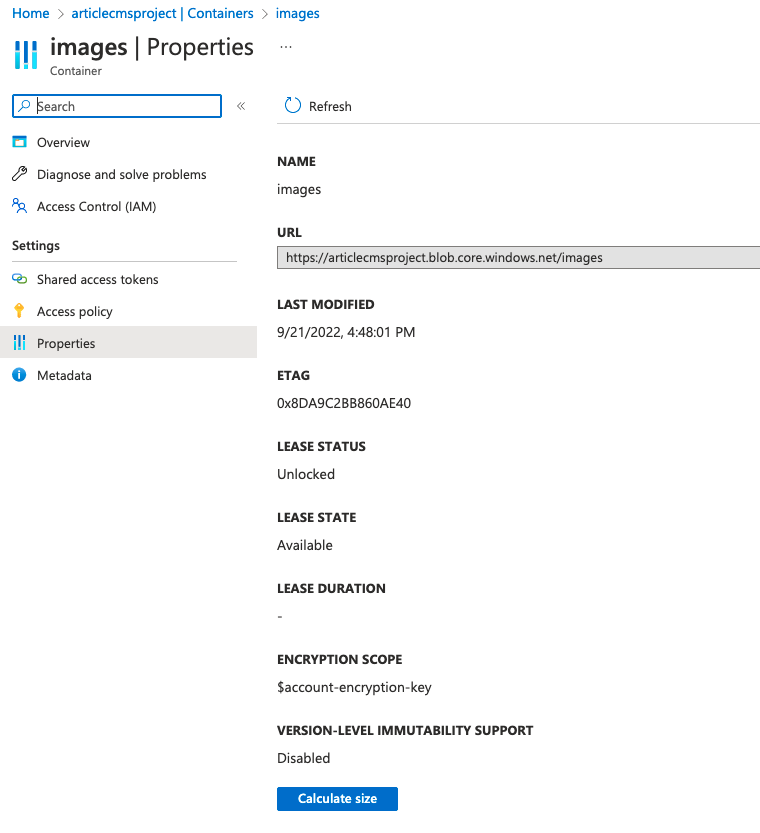 Home > articlecmsproject | Containers > images
images | Properties ...
Container
Search «
Overview
Diagnose and solve problems
Access Control (IAM)
Settings
Shared access tokens
Access policy
Properties
Metadata
Refresh
NAME
images
URL
https://articlecmsproject.blob.core.windows.net/images
LAST MODIFIED
9/21/2022, 4:48:01 PM
ETAG
0x8DA9C2BB860AE40
LEASE STATUS
Unlocked
LEASE STATE
Available
LEASE DURATION
-
ENCRYPTION SCOPE
$account-encryption-key
VERSION-LEVEL IMMUTABILITY SUPPORT
Disabled
Calculate size